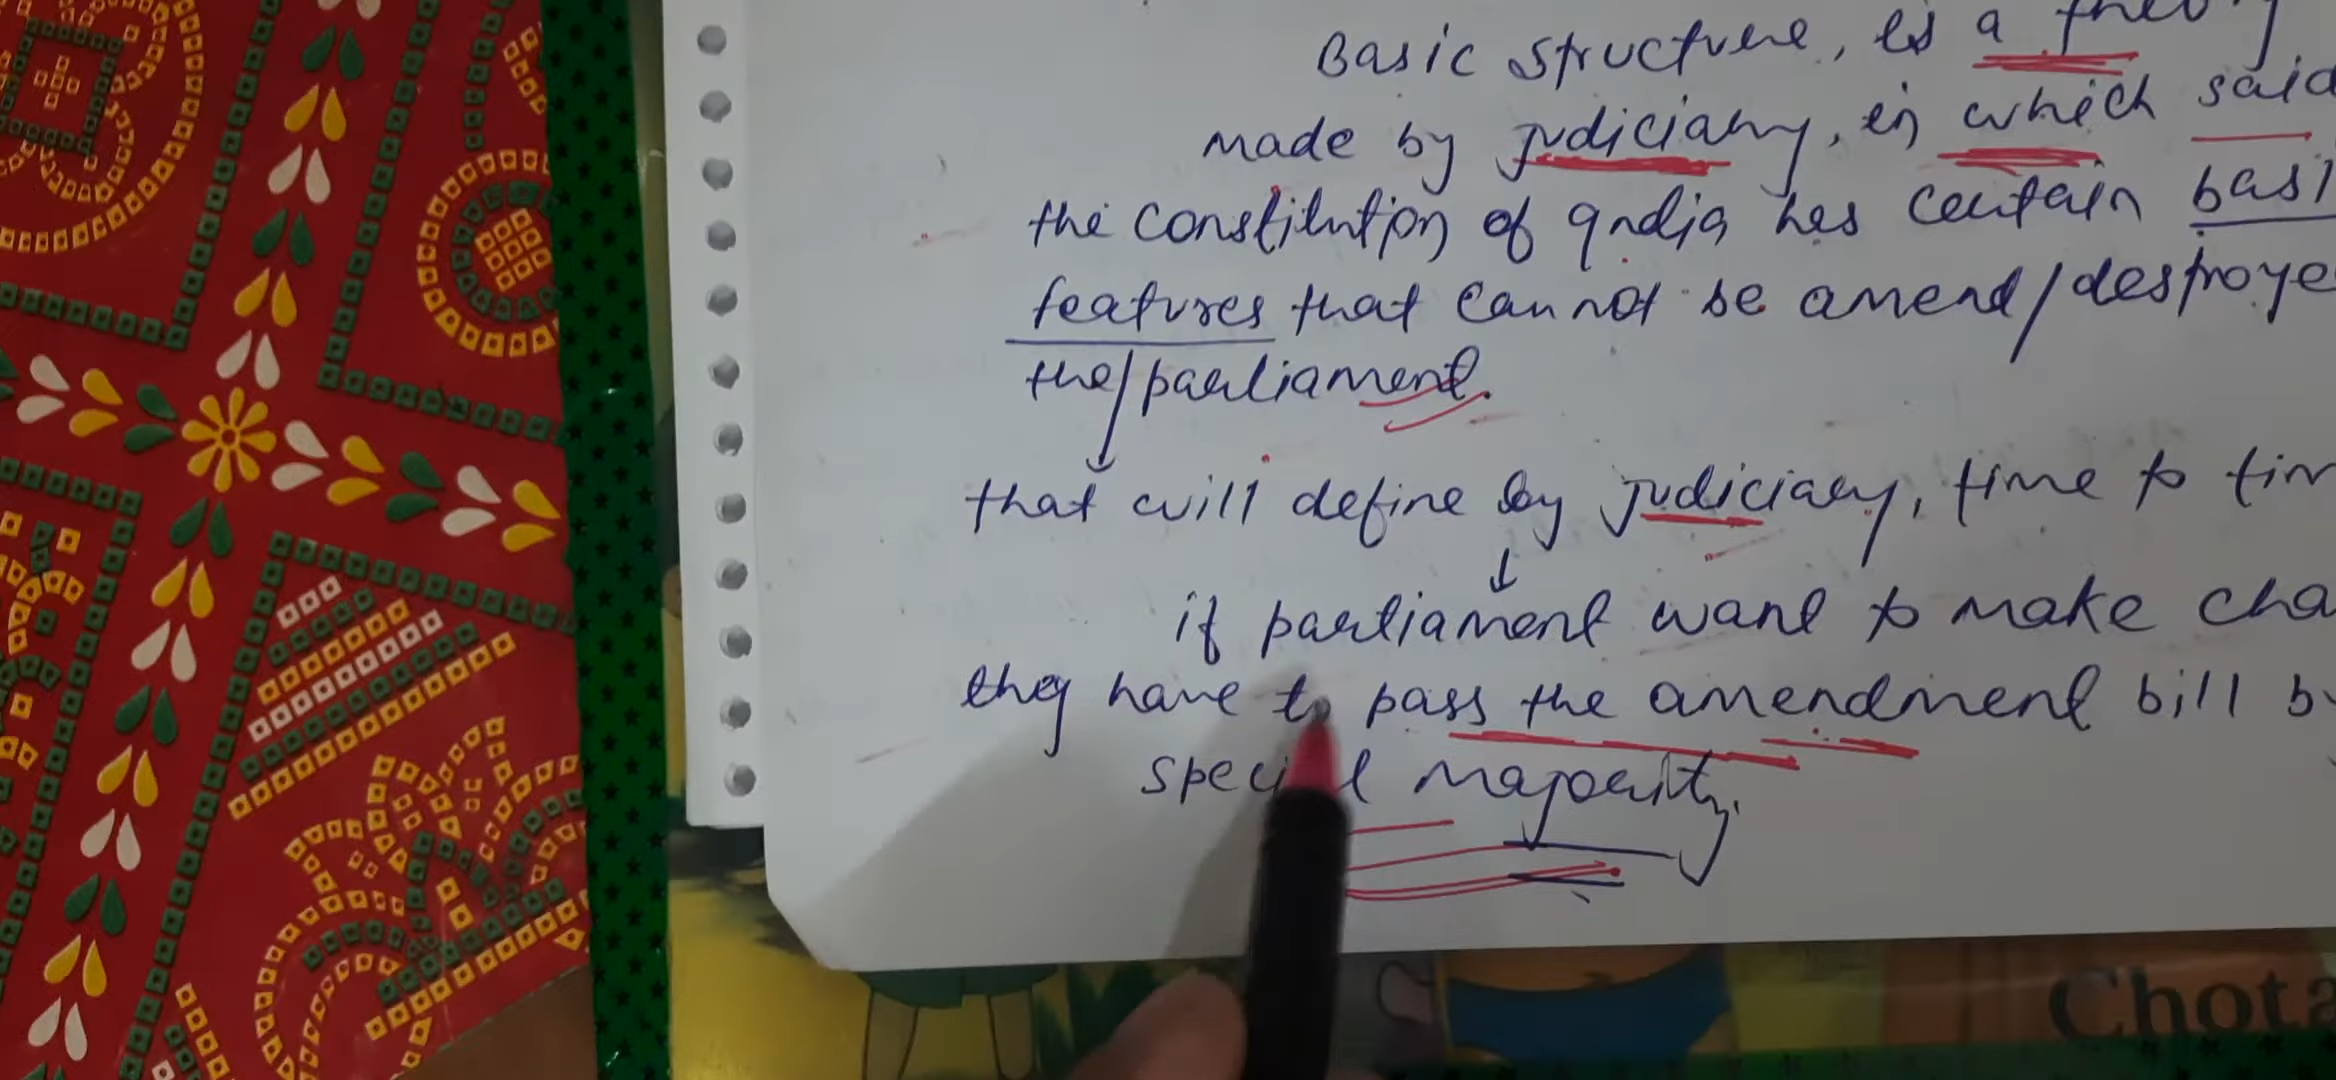 Basic structure, is a theory
made by judiciary, in which said
the constitution of India has certain basi
features that cannot be amend/destroye
the parliament.
that will define by judiciary, time to tim
if parliament want to make cha
they have to pass the amendment bill by
special majority.
Chota